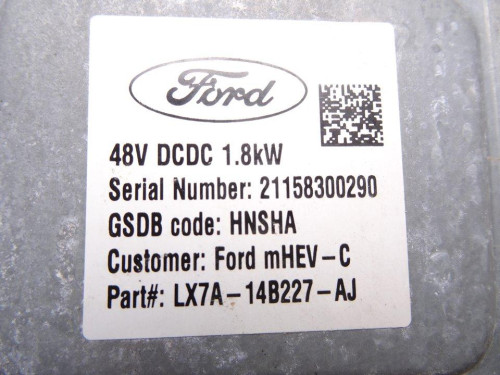 Ford
48V DCDC 1.8kW
Serial Number: 21158300290
GSDB code: HNSHA
Customer: Ford mHEV-C
Part#: LX7A-14B227-AJ